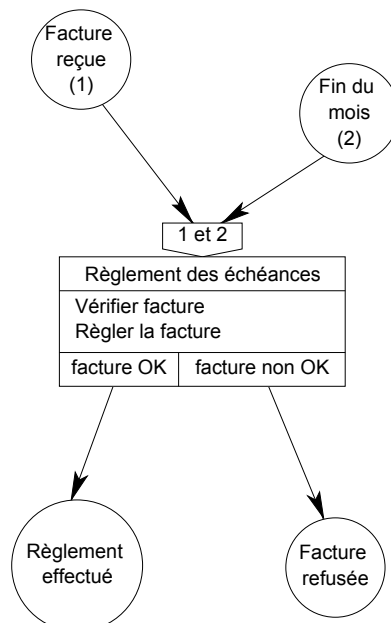 Facture
reçue
(1)
Fin du
mois
(2)
1 et 2
Règlement des échéances
Vérifier facture
Règler la facture
facture OK
facture non OK
Règlement
effectué
Facture
refusée